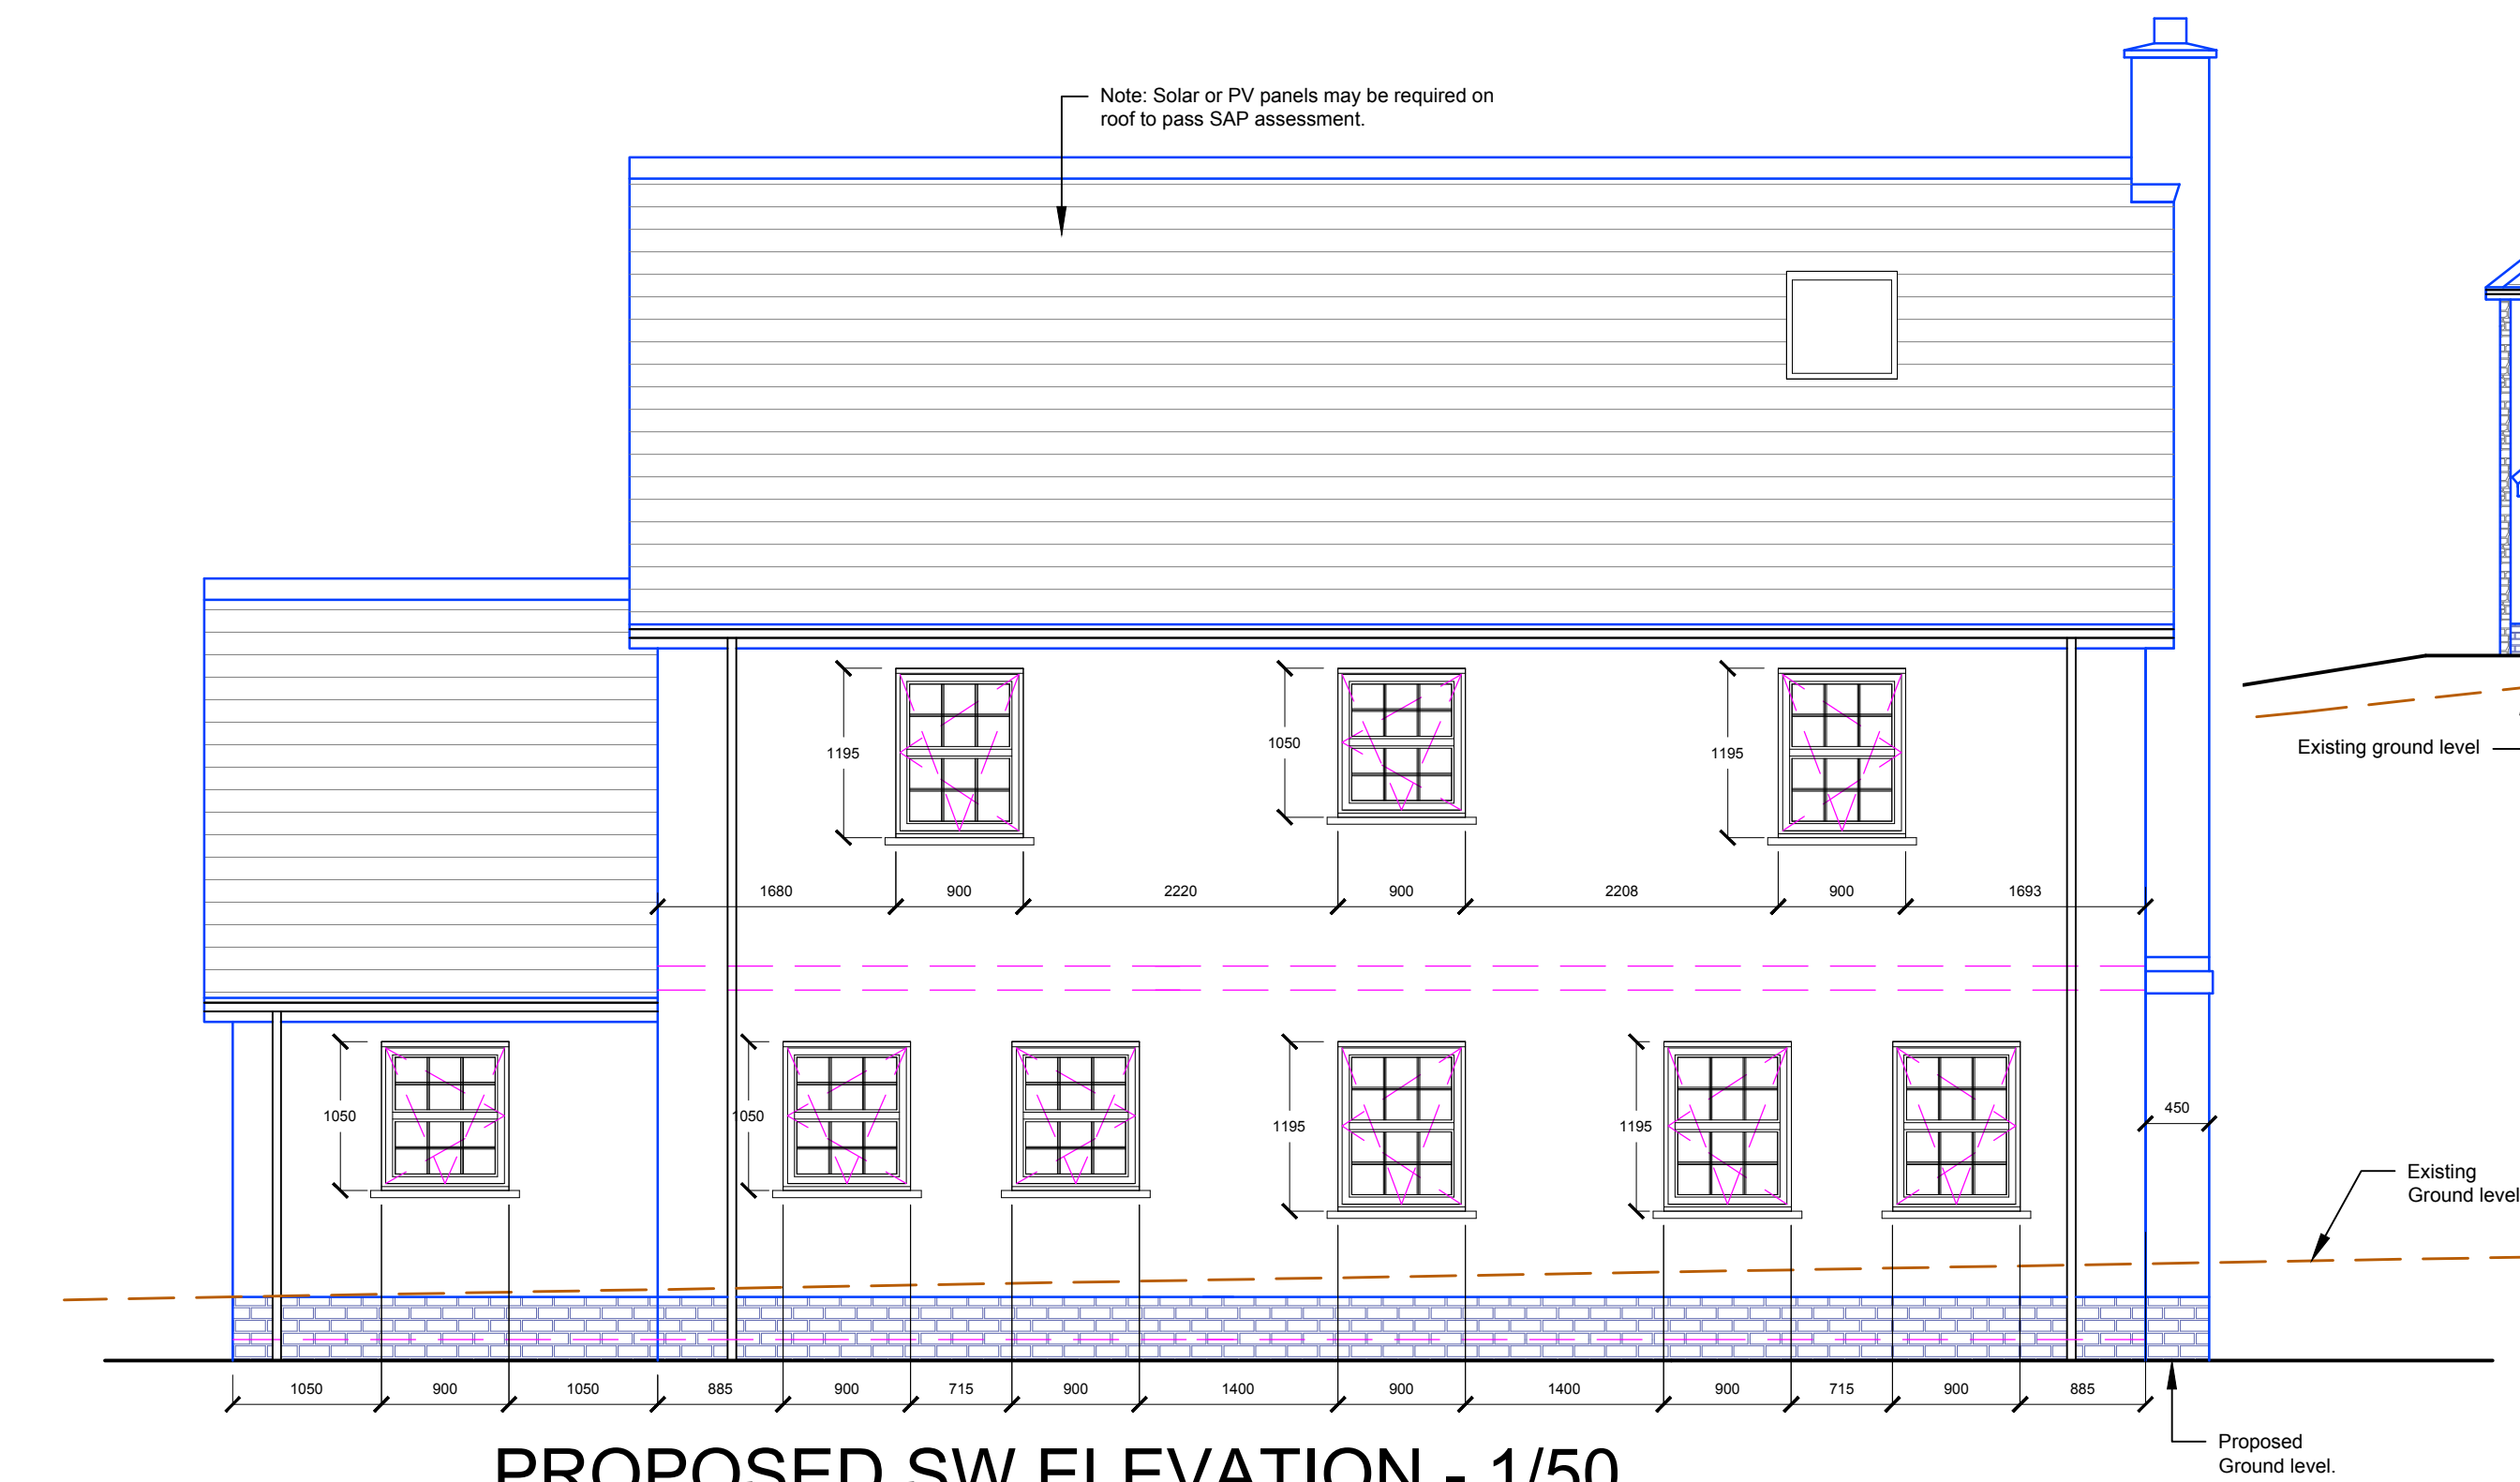 Note: Solar or PV panels may be required on
roof to pass SAP assessment.
1195
1050
1195
Existing ground level
1680 900 2220 900 2208 900 1693
1050
1050
1195
1195
450
Existing
Ground level
1050 900 1050 885 900 715 900 1400 900 1400 900 715 900 885
Proposed
Ground level.
PROPOSED SW ELEVATION - 1/50